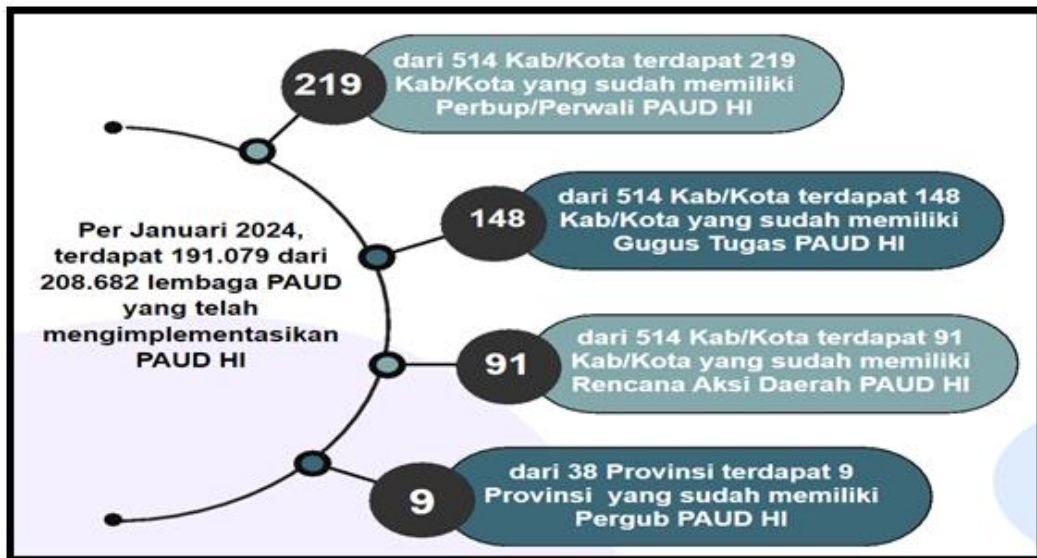 Per Januari 2024,
terdapat 191.079 dari
208.682 lembaga PAUD
yang telah
mengimplementasikan
PAUD HI
219
dari 514 Kab/Kota terdapat 219
Kab/Kota yang sudah memiliki
Perbup/Perwali PAUD HI
148
dari 514 Kab/Kota terdapat 148
Kab/Kota yang sudah memiliki
Gugus Tugas PAUD HI
91
dari 514 Kab/Kota terdapat 91
Kab/Kota yang sudah memiliki
Rencana Aksi Daerah PAUD HI
9
dari 38 Provinsi terdapat 9
Provinsi yang sudah memiliki
Pergub PAUD HI